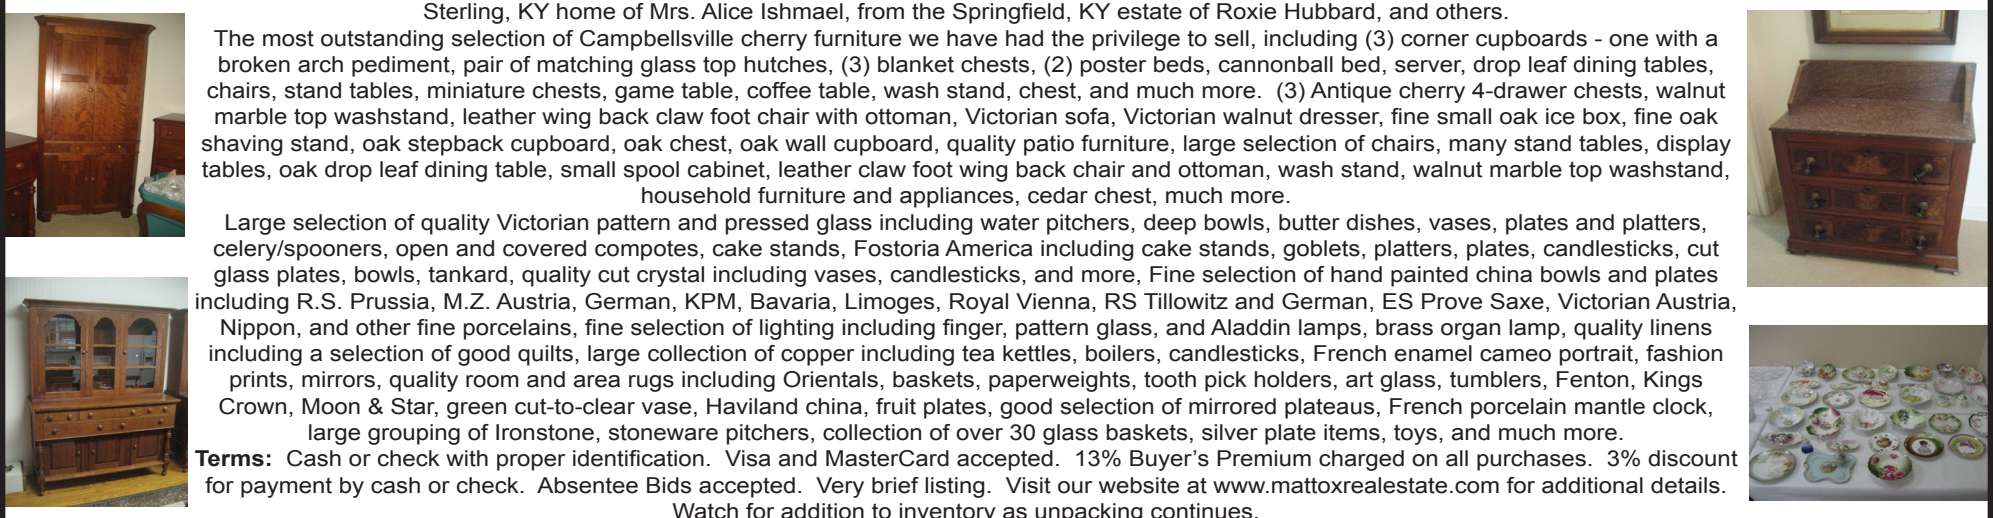 Sterling, KY home of Mrs. Alice Ishmael, from the Springfield, KY estate of Roxie Hubbard, and others.
The most outstanding selection of Campbellsville cherry furniture we have had the privilege to sell, including (3) corner cupboards - one with a
broken arch pediment, pair of matching glass top hutches, (3) blanket chests, (2) poster beds, cannonball bed, server, drop leaf dining tables,
chairs, stand tables, miniature chests, game table, coffee table, wash stand, chest, and much more.  (3) Antique cherry 4-drawer chests, walnut
marble top washstand, leather wing back claw foot chair with ottoman, Victorian sofa, Victorian walnut dresser, fine small oak ice box, fine oak
shaving stand, oak stepback cupboard, oak chest, oak wall cupboard, quality patio furniture, large selection of chairs, many stand tables, display
tables, oak drop leaf dining table, small spool cabinet, leather claw foot wing back chair and ottoman, wash stand, walnut marble top washstand,
household furniture and appliances, cedar chest, much more.
Large selection of quality Victorian pattern and pressed glass including water pitchers, deep bowls, butter dishes, vases, plates and platters,
celery/spooners, open and covered compotes, cake stands, Fostoria America including cake stands, goblets, platters, plates, candlesticks, cut
glass plates, bowls, tankard, quality cut crystal including vases, candlesticks, and more, Fine selection of hand painted china bowls and plates
including R.S. Prussia, M.Z. Austria, German, KPM, Bavaria, Limoges, Royal Vienna, RS Tillowitz and German, ES Prove Saxe, Victorian Austria,
Nippon, and other fine porcelains, fine selection of lighting including finger, pattern glass, and Aladdin lamps, brass organ lamp, quality linens
including a selection of good quilts, large collection of copper including tea kettles, boilers, candlesticks, French enamel cameo portrait, fashion
prints, mirrors, quality room and area rugs including Orientals, baskets, paperweights, tooth pick holders, art glass, tumblers, Fenton, Kings
Crown, Moon & Star, green cut-to-clear vase, Haviland china, fruit plates, good selection of mirrored plateaus, French porcelain mantle clock,
large grouping of Ironstone, stoneware pitchers, collection of over 30 glass baskets, silver plate items, toys, and much more.
Terms:  Cash or check with proper identification.  Visa and MasterCard accepted.  13% Buyer’s Premium charged on all purchases.  3% discount
for payment by cash or check.  Absentee Bids accepted.  Very brief listing.  Visit our website at www.mattoxrealestate.com for additional details.
Watch for addition to inventory as unpacking continues.